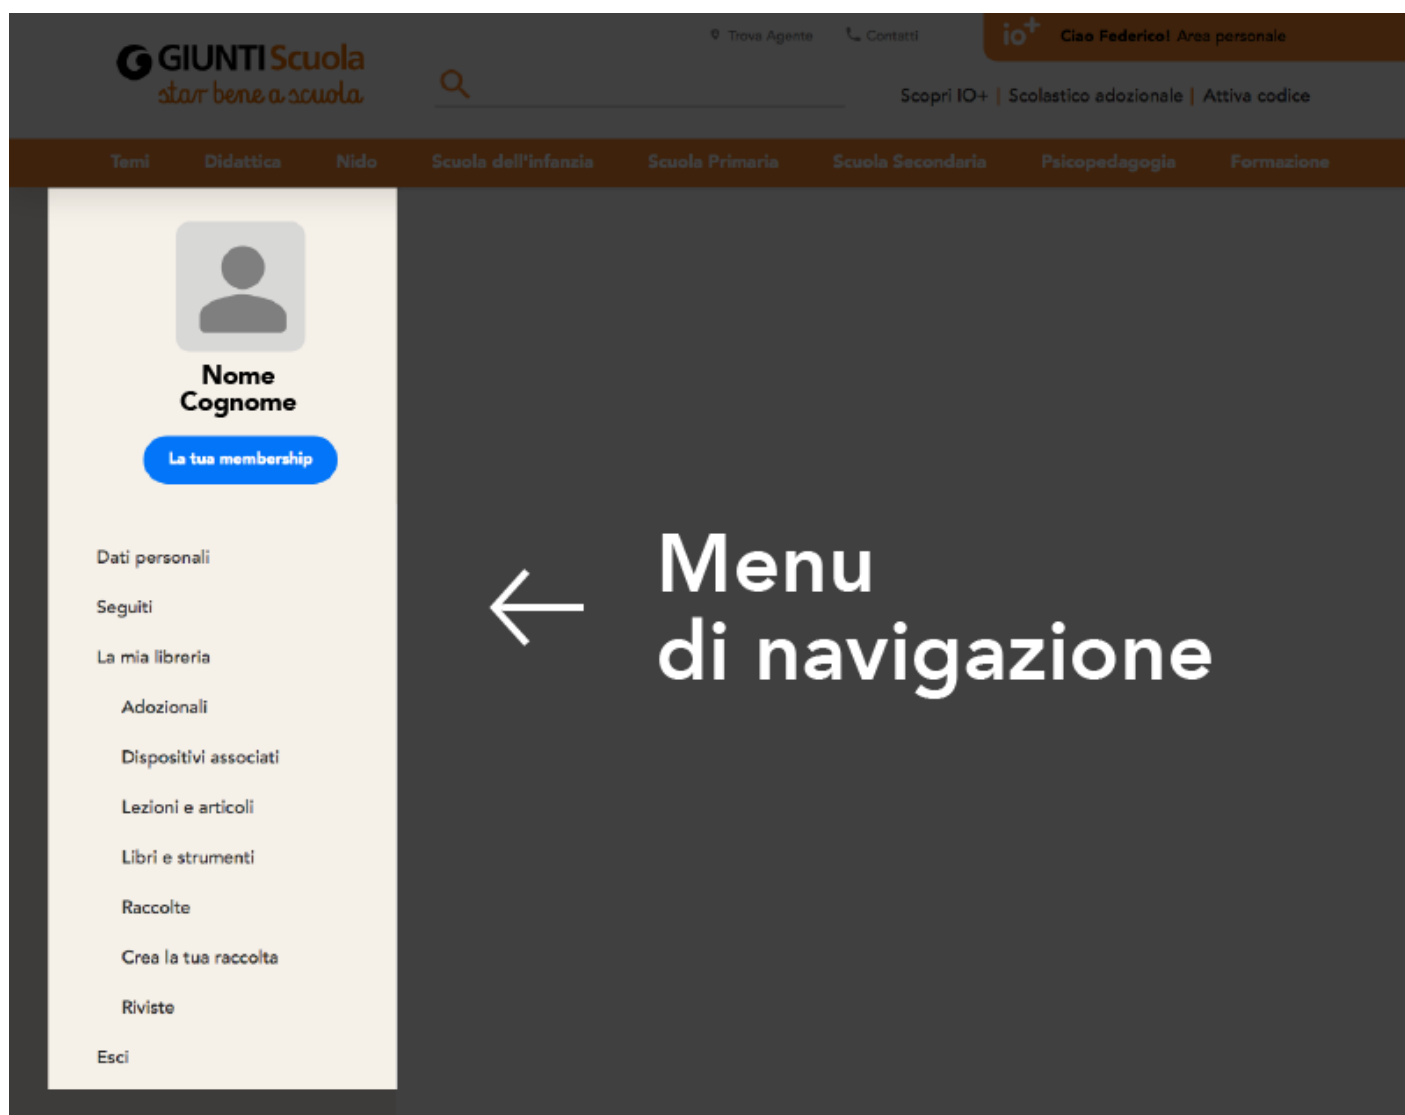 Trova Agente
Contatti
io+ Ciao Federico! Area personale
GIUNTI Scuola
star bene a scuola
Scopri IO+ | Scolastico adozionale | Attiva codice
Temi Didattica Nido Scuola dell'infanzia Scuola Primaria Scuola Secondaria Psicopedagogia Formazione
Nome
Cognome
La tua membership
Dati personali
Seguiti
La mia libreria
Adozionali
Dispositivi associati
Lezioni e articoli
Libri e strumenti
Raccolte
Crea la tua raccolta
Riviste
Esci
Menu
di navigazione